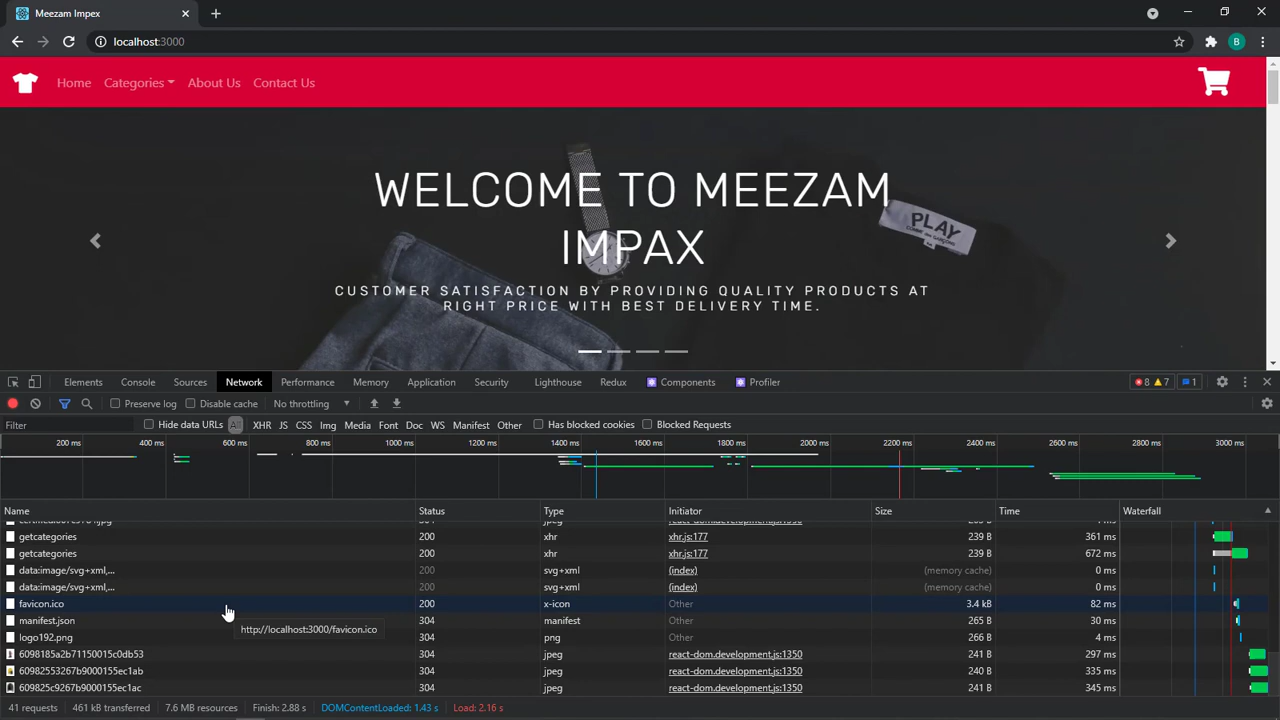 Meezam Impex
B
localhost:3000
Home Categories About Us Contact Us
WELCOME TO MEEZAM
IMPAX
PLAY
CUSTOMER SATISFACTION BY PROVIDING QUALITY PRODUCTS AT
RIGHT PRICE WITH BEST DELIVERY TIME.
Elements Console Sources Network Performance Memory Application Security Lighthouse Redux Components Profiler 8 7 1
Preserve log Disable cache No throttling
Filter Hide data URLs All XHR JS CSS Img Media Font Doc WS Manifest Other Has blocked cookies Blocked Requests
200 ms 400 ms 600 ms 800 ms 1000 ms 1200 ms 1400 ms 1600 ms 1800 ms 2000 ms 2200 ms 2400 ms 2600 ms 2800 ms 3000 ms
Name Status Type Initiator Size Time Waterfall
getcategories 200 xhr xhr.js:177 239 B 361 ms
getcategories 200 xhr xhr.js:177 239 B 672 ms
data:image/svg+xml,... 200 svg+xml (index) (memory cache) 0 ms
data:image/svg+xml,... 200 svg+xml (index) (memory cache) 0 ms
favicon.ico 200 x-icon Other 3.4 kB 82 ms
manifest.json 304 manifest Other 265 B 30 ms
http://localhost:3000/favicon.ico
logo192.png 304 png Other 266 B 4 ms
6098185a2b71150015c0db53 304 jpeg react-dom.development.js:1350 241 B 297 ms
60982553267b9000155ec1ab 304 jpeg react-dom.development.js:1350 240 B 335 ms
609825c9267b9000155ec1ac 304 jpeg react-dom.development.js:1350 241 B 345 ms
41 requests 461 kB transferred 7.6 MB resources Finish: 2.88 s DOMContentLoaded: 1.43 s Load: 2.16 s